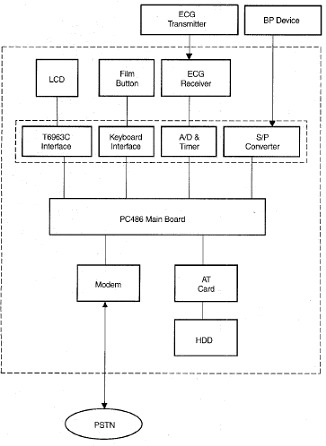 ECG
Transmitter
BP Device
LCD
Film
Button
ECG
Receiver
T6963C
Interface
Keyboard
Interface
A/D &
Timer
S/P
Converter
PC486 Main Board
Modem
AT
Card
HDD
PSTN